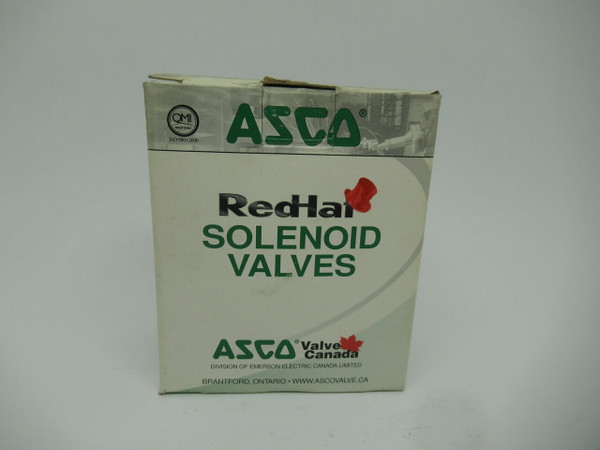 ASCO®
QMI
RedHat
SOLENOID
VALVES
ASCO® Valve
Canada
DIVISION OF EMERSON ELECTRIC CANADA LIMITED
BRANTFORD, ONTARIO • WWW.ASCOVALVE.CA